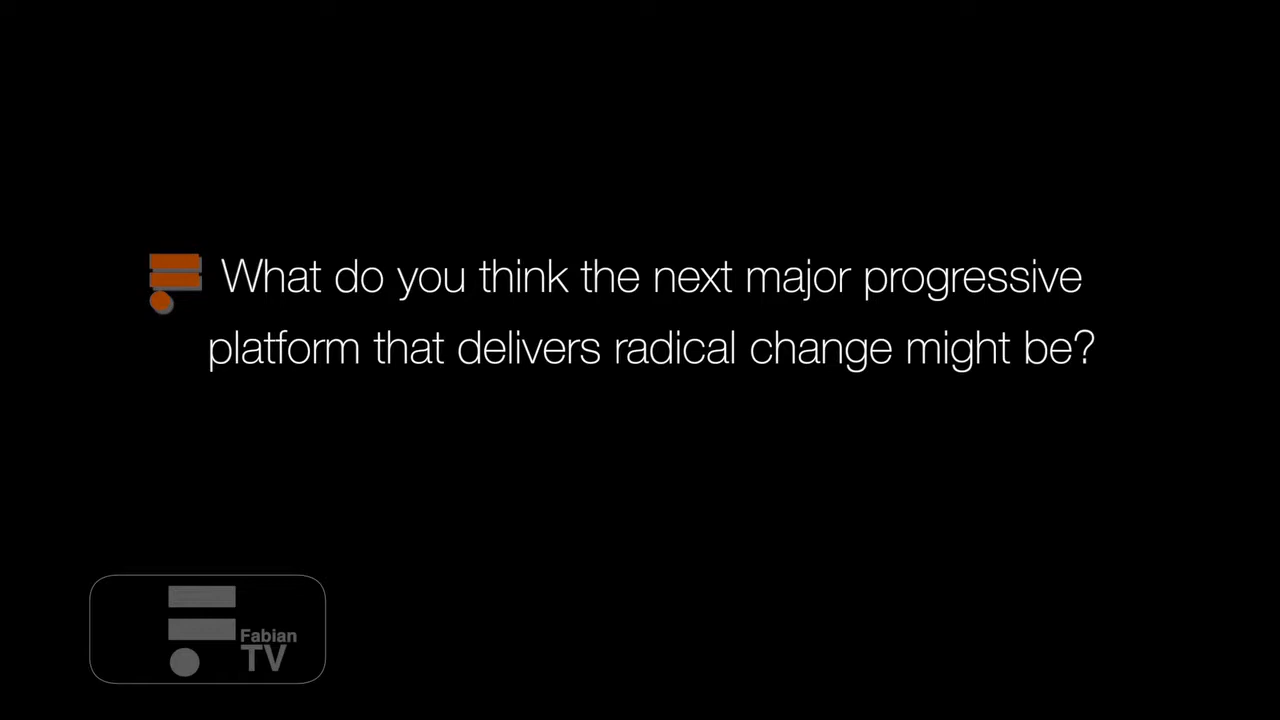 What do you think the next major progressive
platform that delivers radical change might be?
Fabian
TV